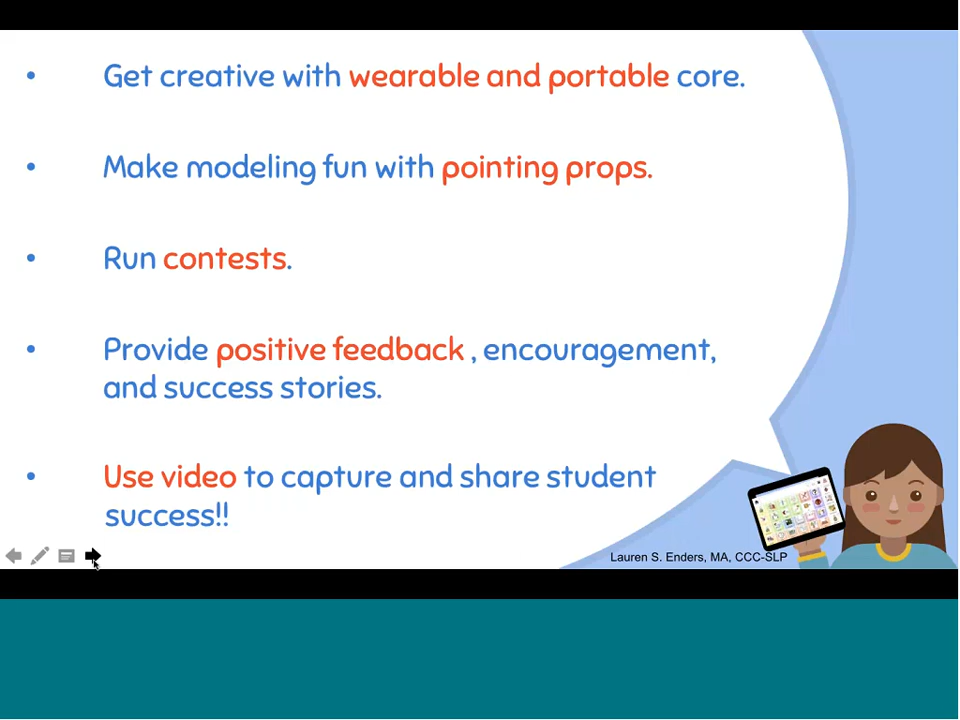 • Get creative with wearable and portable core.
• Make modeling fun with pointing props.
• Run contests.
• Provide positive feedback , encouragement,
and success stories.
• Use video to capture and share student
success!!
Lauren S. Enders, MA, CCC-SLP